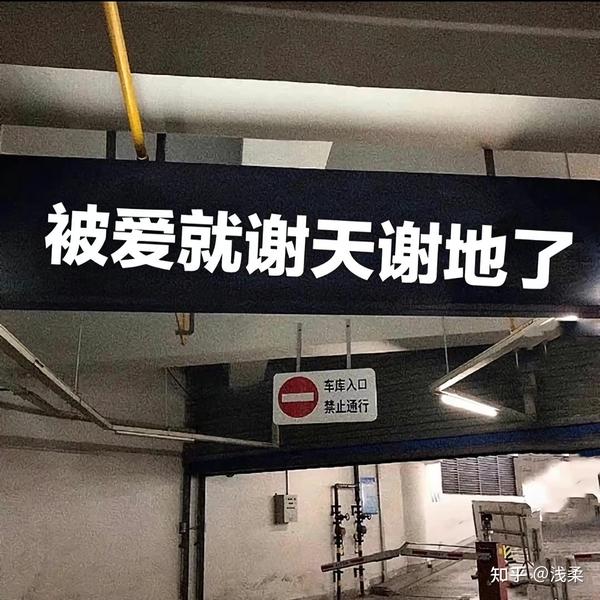 被爱就谢天谢地了
车库入口
禁止通行
知乎 @浅柔